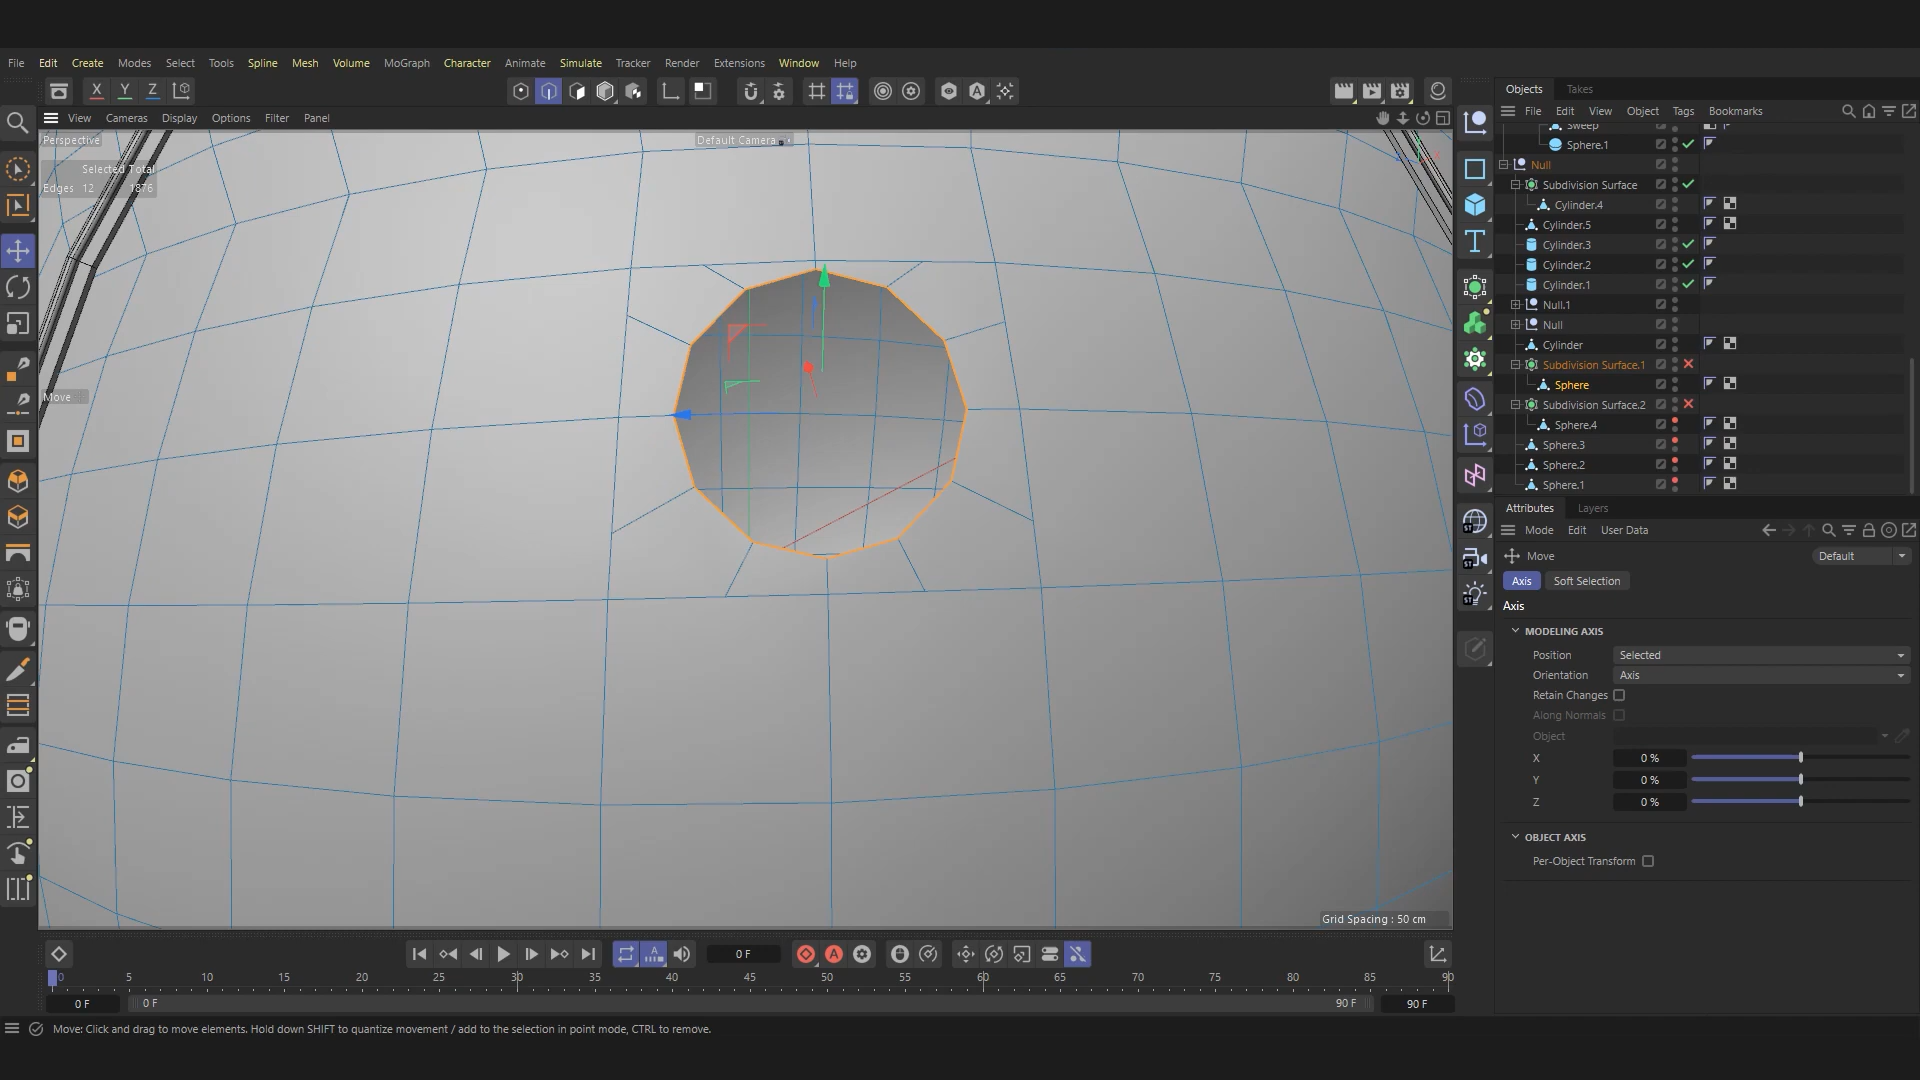 File Edit Create Modes Select Tools Spline Mesh Volume MoGraph Character Animate Simulate Tracker Render Extensions Window Help
X Y Z
View Cameras Display Options Filter Panel
Perspective
Default Camera
Selected Total
Edges 12 1876
Move
Grid Spacing : 50 cm
Objects Takes
File Edit View Object Tags Bookmarks
Sweep
Sphere.1
Null
Subdivision Surface
Cylinder.4
Cylinder.5
Cylinder.3
Cylinder.2
Cylinder.1
Null.1
Null
Cylinder
Subdivision Surface.1
Sphere
Subdivision Surface.2
Sphere.4
Sphere.3
Sphere.2
Sphere.1
Attributes Layers
Mode Edit User Data
Move Default
Axis Soft Selection
Axis
MODELING AXIS
Position Selected
Orientation Axis
Retain Changes
Along Normals
Object
X 0 %
Y 0 %
Z 0 %
OBJECT AXIS
Per-Object Transform
0 F
0 5 10 15 20 25 30 35 40 45 50 55 60 65 70 75 80 85 90
0 F 0 F 90 F 90 F
Move: Click and drag to move elements. Hold down SHIFT to quantize movement / add to the selection in point mode, CTRL to remove.